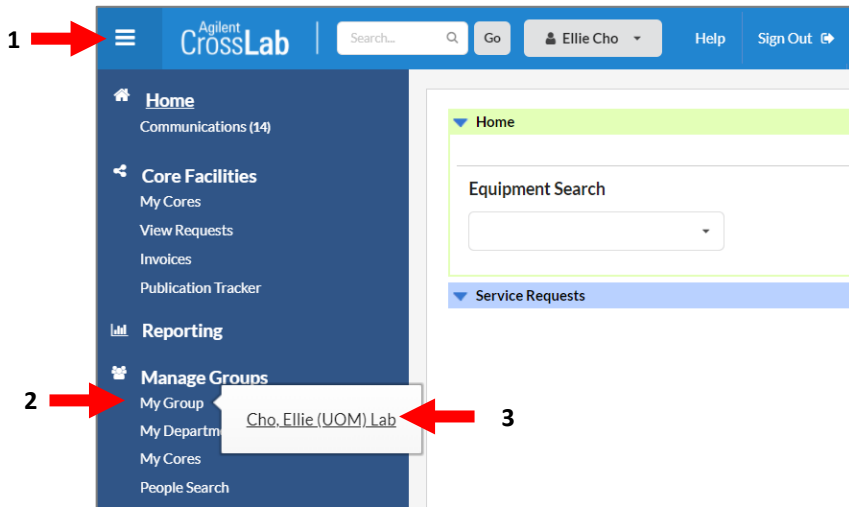 1
Agilent
CrossLab
Search...
Go
Ellie Cho
Help
Sign Out
Home
Communications (14)
Core Facilities
My Cores
View Requests
Invoices
Publication Tracker
Reporting
Manage Groups
2
My Group
Cho, Ellie (UOM) Lab
3
My Departm
My Cores
People Search
Home
Equipment Search
Service Requests